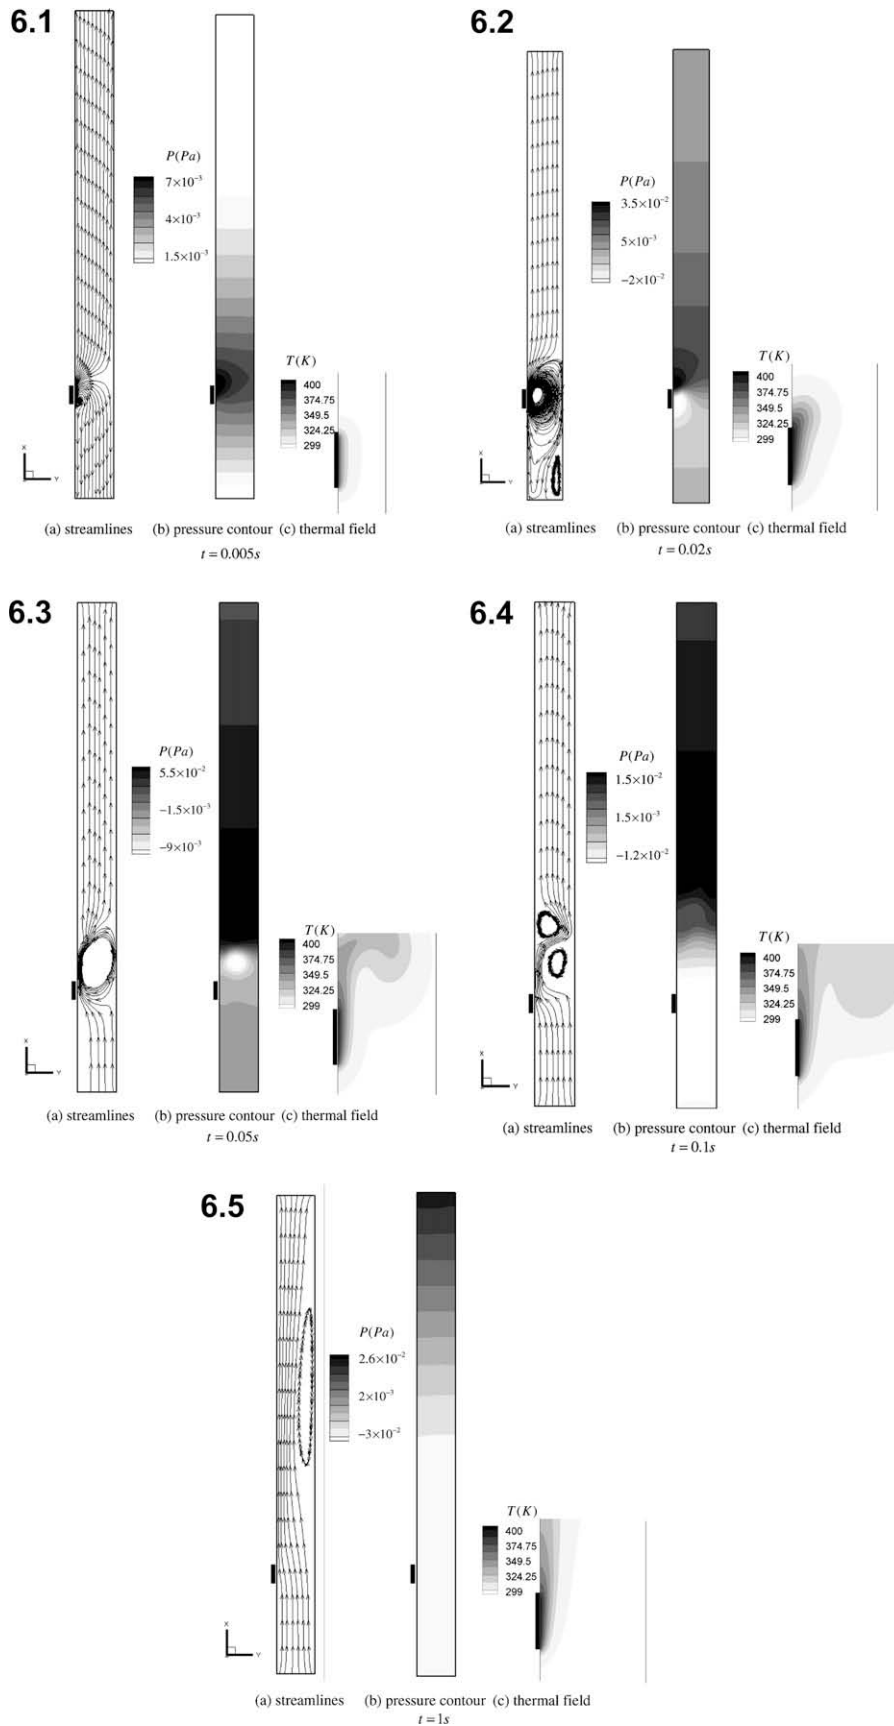 6.1
P(Pa)
7×10⁻³
4×10⁻³
1.5×10⁻³
T(K)
400
374.75
349.5
324.25
299
X
Y
(a) streamlines (b) pressure contour (c) thermal field
t = 0.005s
6.2
P(Pa)
3.5×10⁻²
5×10⁻³
−2×10⁻²
T(K)
400
374.75
349.5
324.25
299
X
Y
(a) streamlines (b) pressure contour (c) thermal field
t = 0.02s
6.3
P(Pa)
5.5×10⁻²
−1.5×10⁻³
−9×10⁻³
T(K)
400
374.75
349.5
324.25
299
X
Y
(a) streamlines (b) pressure contour (c) thermal field
t = 0.05s
6.4
P(Pa)
1.5×10⁻²
1.5×10⁻³
−1.2×10⁻²
T(K)
400
374.75
349.5
324.25
299
X
Y
(a) streamlines (b) pressure contour (c) thermal field
t = 0.1s
6.5
P(Pa)
2.6×10⁻²
2×10⁻³
−3×10⁻²
T(K)
400
374.75
349.5
324.25
299
X
Y
(a) streamlines (b) pressure contour (c) thermal field
t = 1s